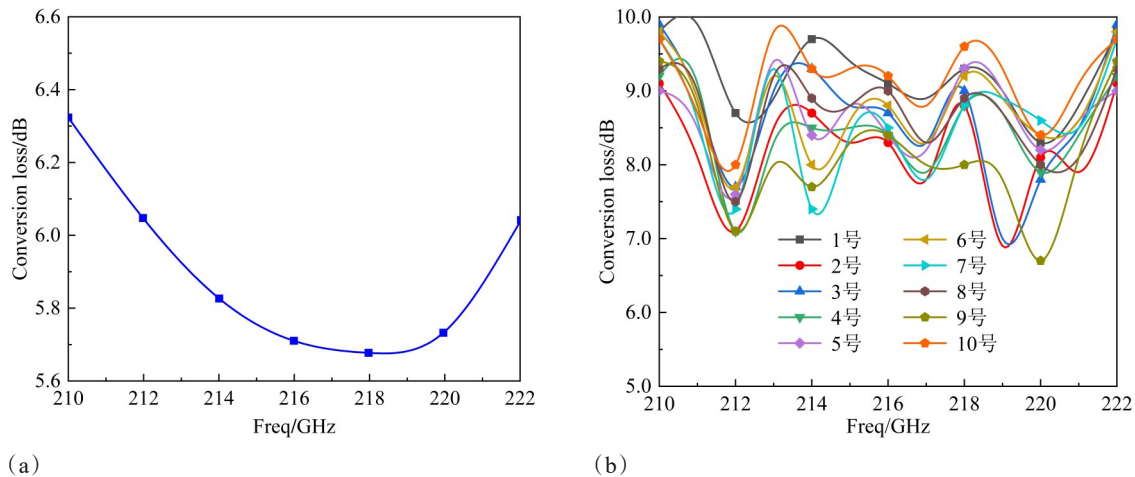 6.6
6.4
6.2
6.0
5.8
5.6
Conversion loss/dB
210 212 214 216 218 220 222
Freq/GHz
(a)
10.0
9.0
8.0
7.0
6.0
5.0
Conversion loss/dB
1号 6号
2号 7号
3号 8号
4号 9号
5号 10号
210 212 214 216 218 220 222
Freq/GHz
(b)